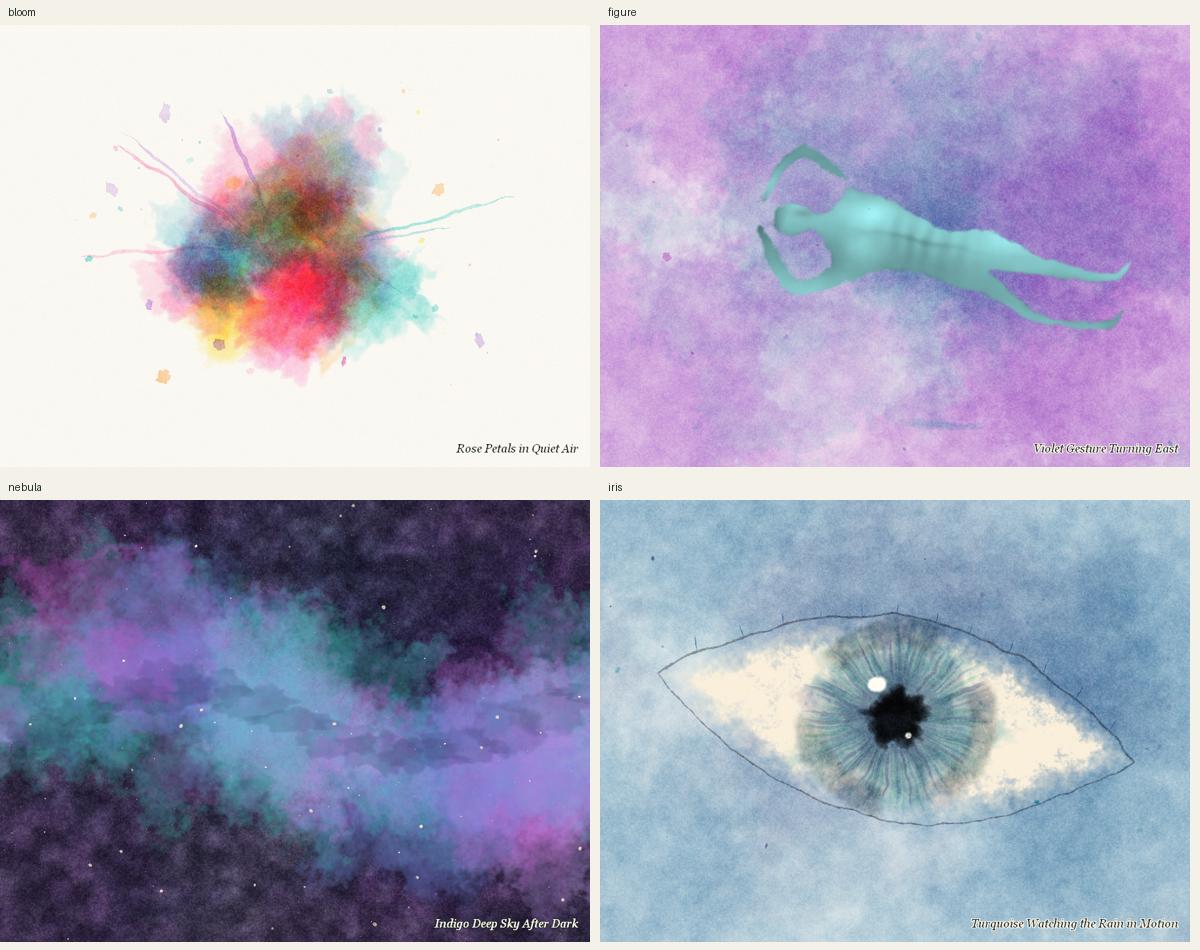 bloom
figure
Rose Petals in Quiet Air
Violet Gesture Turning East
nebula
iris
Indigo Deep Sky After Dark
Turquoise Watching the Rain in Motion